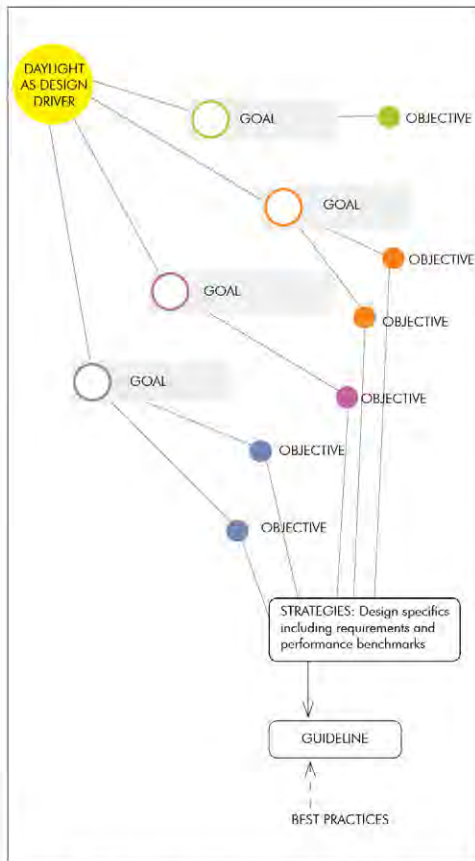 DAYLIGHT
AS DESIGN
DRIVER
GOAL
OBJECTIVE
GOAL
OBJECTIVE
GOAL
OBJECTIVE
GOAL
OBJECTIVE
OBJECTIVE
OBJECTIVE
STRATEGIES: Design specifics
including requirements and
performance benchmarks
GUIDELINE
BEST PRACTICES